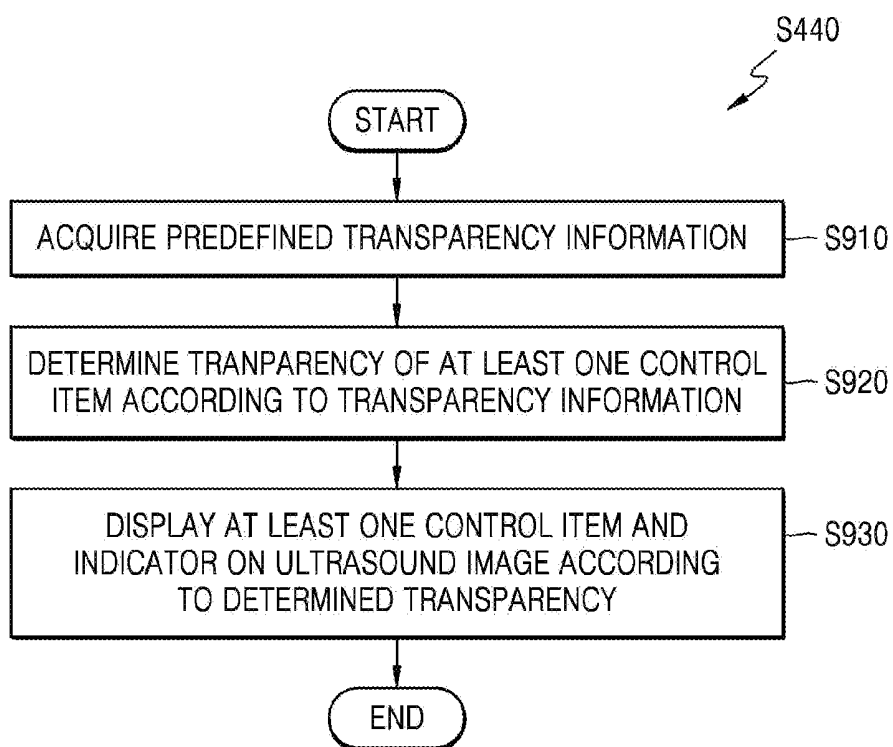 S440
START
ACQUIRE PREDEFINED TRANSPARENCY INFORMATION
S910
DETERMINE TRANPARENCY OF AT LEAST ONE CONTROL
ITEM ACCORDING TO TRANSPARENCY INFORMATION
S920
DISPLAY AT LEAST ONE CONTROL ITEM AND
INDICATOR ON ULTRASOUND IMAGE ACCORDING
TO DETERMINED TRANSPARENCY
S930
END